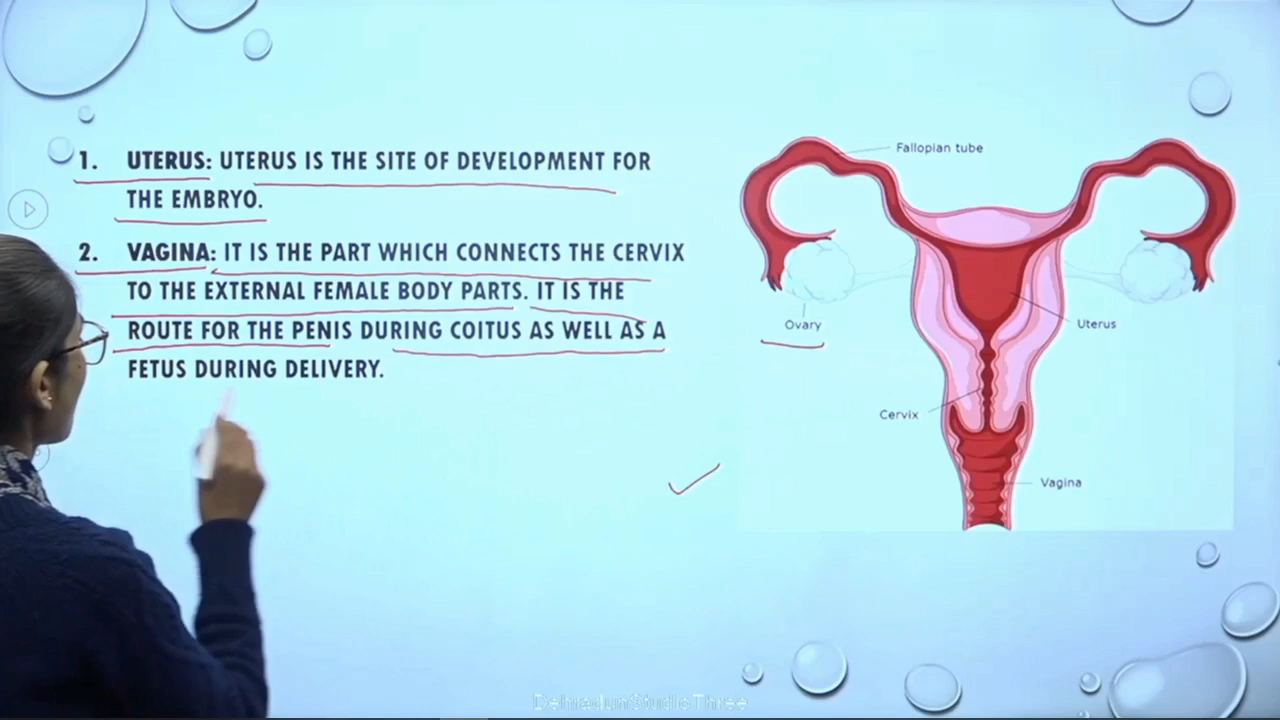 1. UTERUS: UTERUS IS THE SITE OF DEVELOPMENT FOR
THE EMBRYO.
2. VAGINA: IT IS THE PART WHICH CONNECTS THE CERVIX
TO THE EXTERNAL FEMALE BODY PARTS. IT IS THE
ROUTE FOR THE PENIS DURING COITUS AS WELL AS A
FETUS DURING DELIVERY.
Fallopian tube
Ovary
Uterus
Cervix
Vagina
DehradunStudioThree